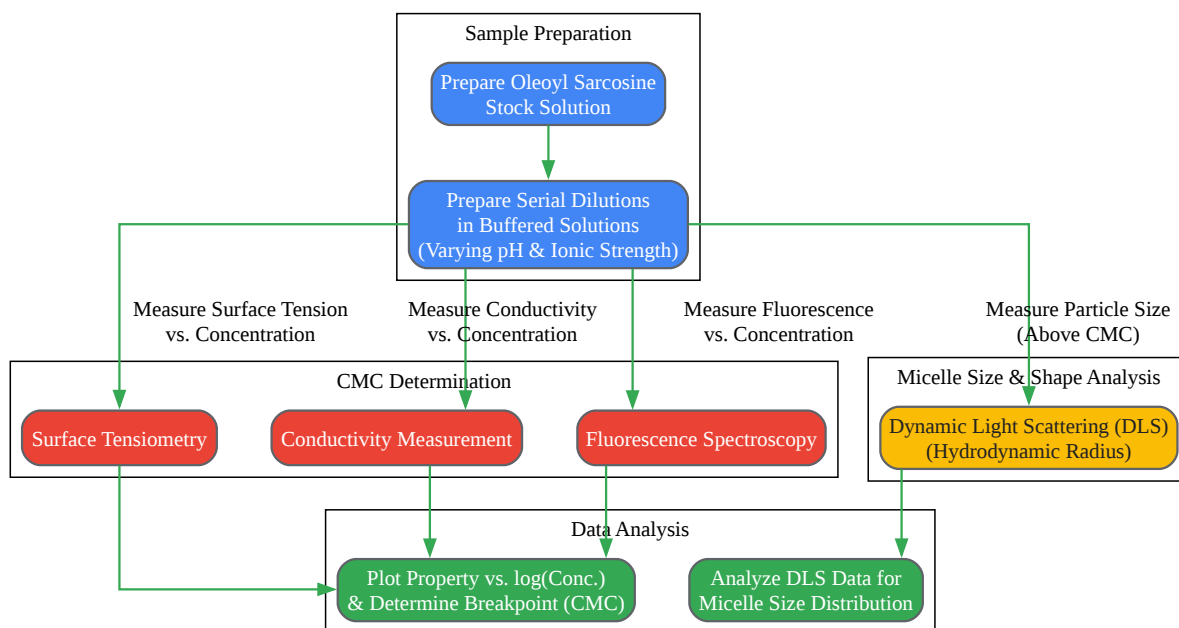 Sample Preparation
Prepare Oleoyl Sarcosine
Stock Solution
Prepare Serial Dilutions
in Buffered Solutions
(Varying pH & Ionic Strength)
Measure Surface Tension
vs. Concentration
Measure Conductivity
vs. Concentration
Measure Fluorescence
vs. Concentration
Measure Particle Size
(Above CMC)
CMC Determination
Surface Tensiometry
Conductivity Measurement
Fluorescence Spectroscopy
Micelle Size & Shape Analysis
Dynamic Light Scattering (DLS)
(Hydrodynamic Radius)
Data Analysis
Plot Property vs. log(Conc.)
& Determine Breakpoint (CMC)
Analyze DLS Data for
Micelle Size Distribution